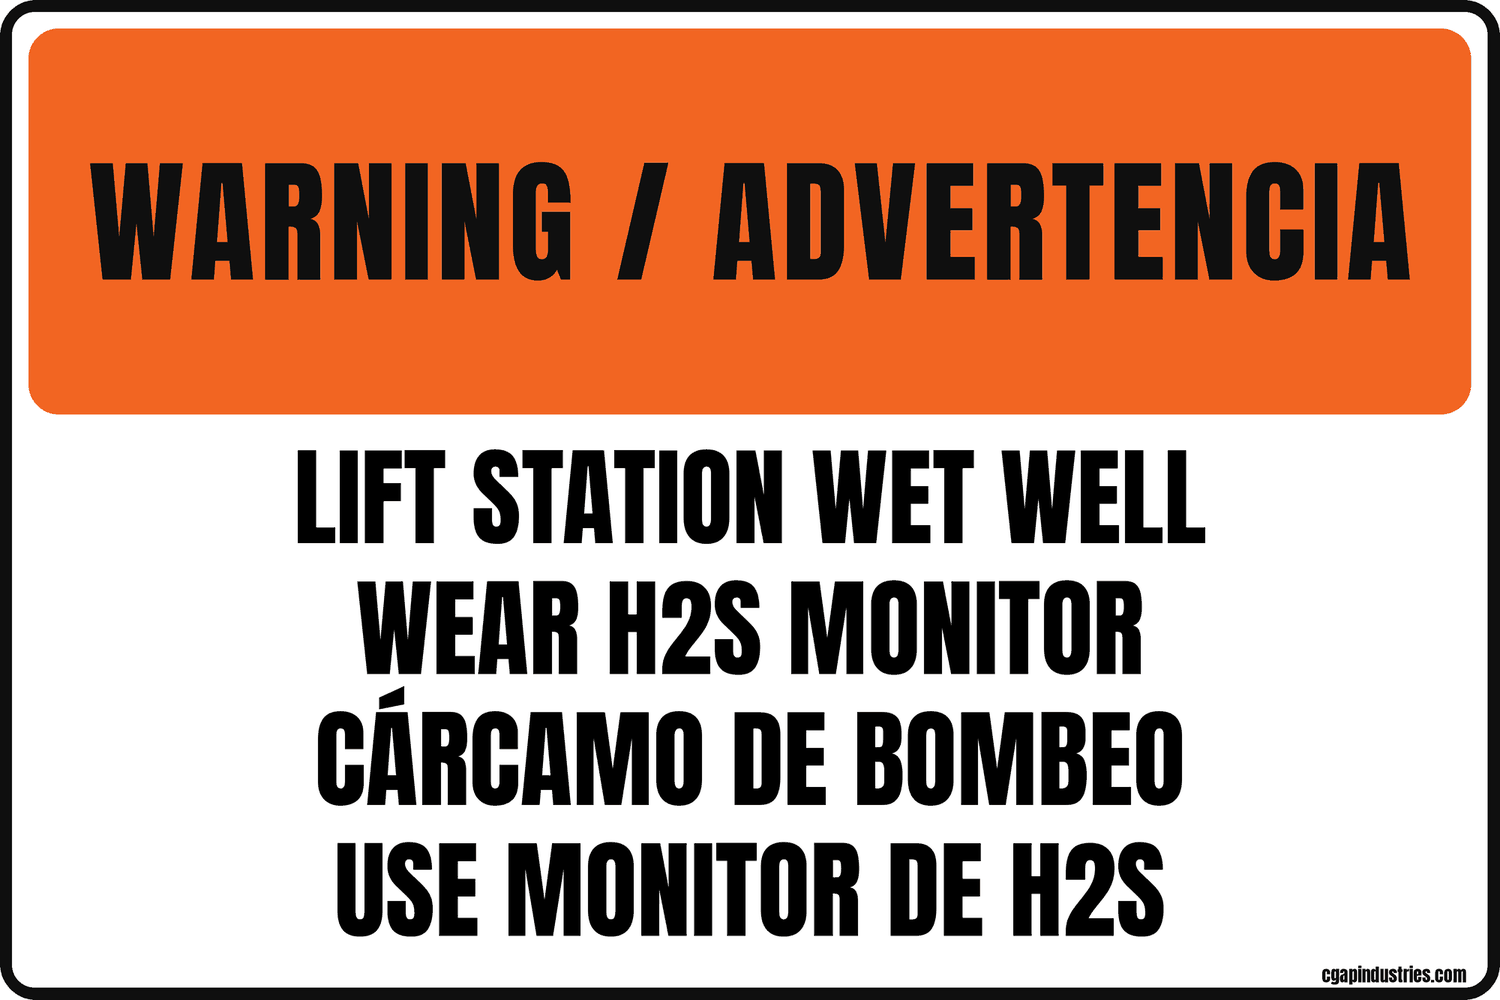 WARNING / ADVERTENCIA
LIFT STATION WET WELL
WEAR H2S MONITOR
CÁRCAMO DE BOMBEO
USE MONITOR DE H2S
cgapindustries.com